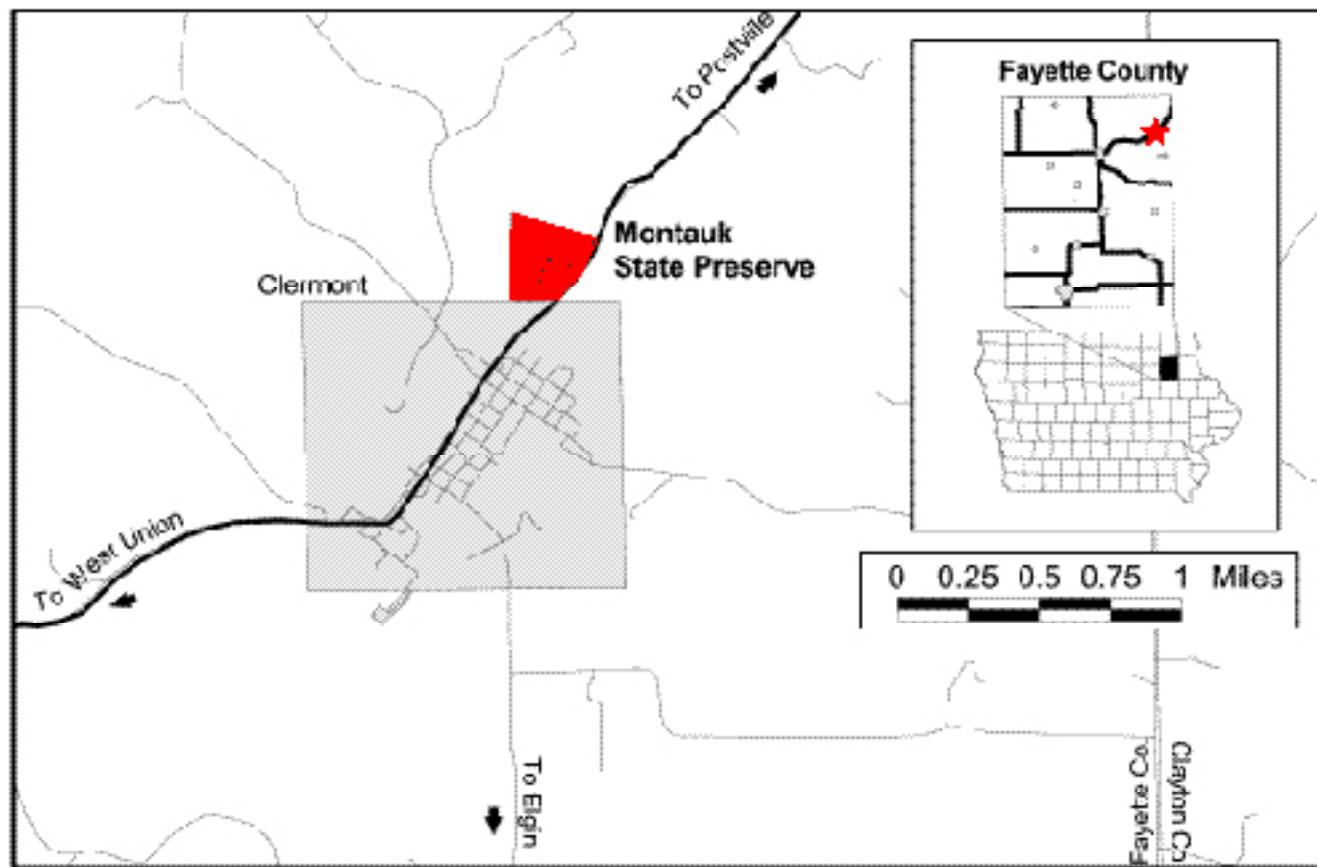 To Postville
Fayette County
Montauk
State Preserve
Clermont
To West Union
0 0.25 0.5 0.75 1 Miles
To Elgin
Fayette Co.
Clayton Co